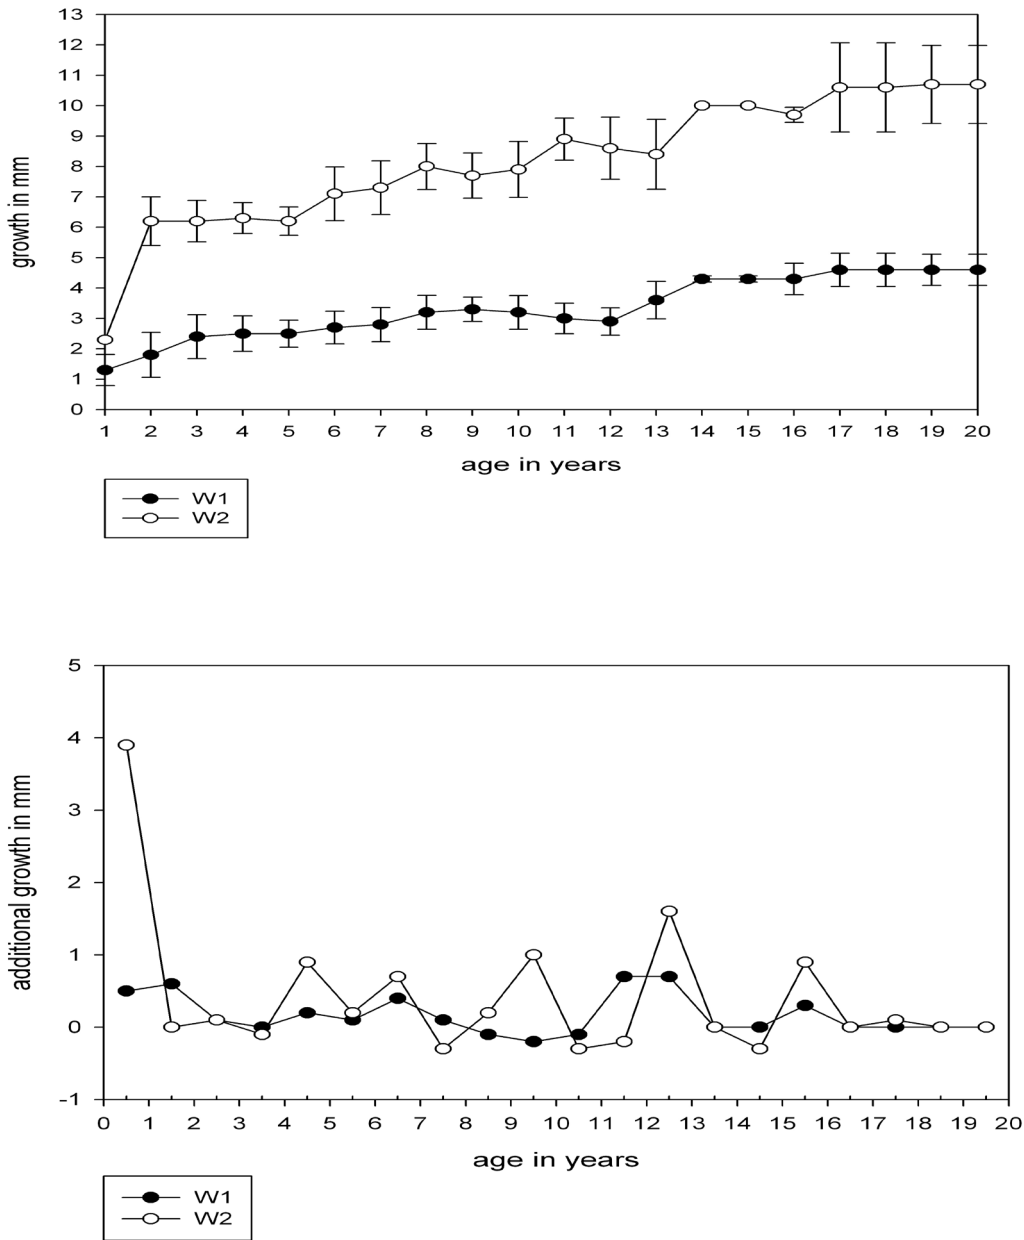 13
12
11
10
9
8
7
6
5
4
3
2
1
0
growth in mm
1 2 3 4 5 6 7 8 9 10 11 12 13 14 15 16 17 18 19 20
age in years
W1
W2
5
4
3
2
1
0
-1
additional growth in mm
0 1 2 3 4 5 6 7 8 9 10 11 12 13 14 15 16 17 18 19 20
age in years
W1
W2